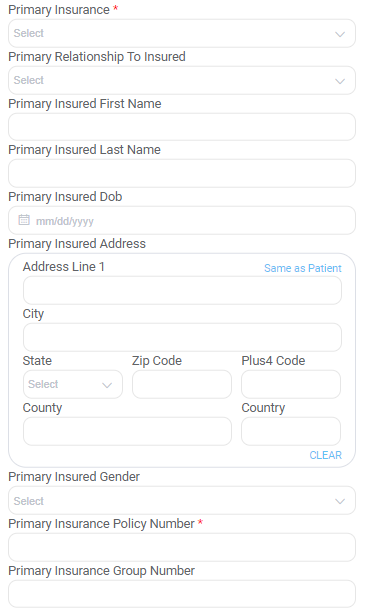 Primary Insurance *
Select
Primary Relationship To Insured
Select
Primary Insured First Name
Primary Insured Last Name
Primary Insured Dob
mm/dd/yyyy
Primary Insured Address
Address Line 1 Same as Patient
City
State Zip Code Plus4 Code
Select
County Country
CLEAR
Primary Insured Gender
Select
Primary Insurance Policy Number *
Primary Insurance Group Number